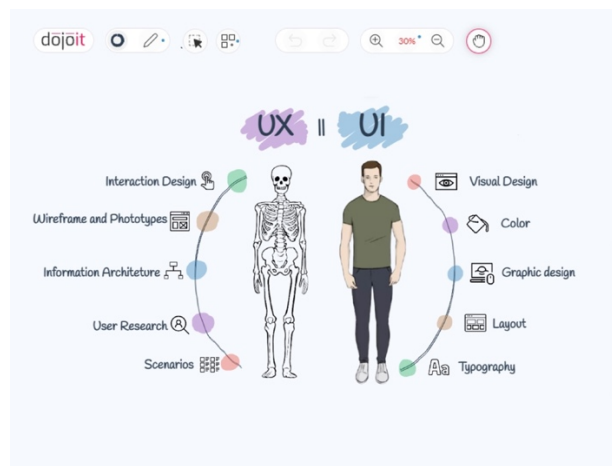 dojoit
30%
UX || UI
Interaction Design
Wireframe and Phototypes
Information Architeture
User Research
Scenarios
Visual Design
Color
Graphic design
Layout
Aa Typography